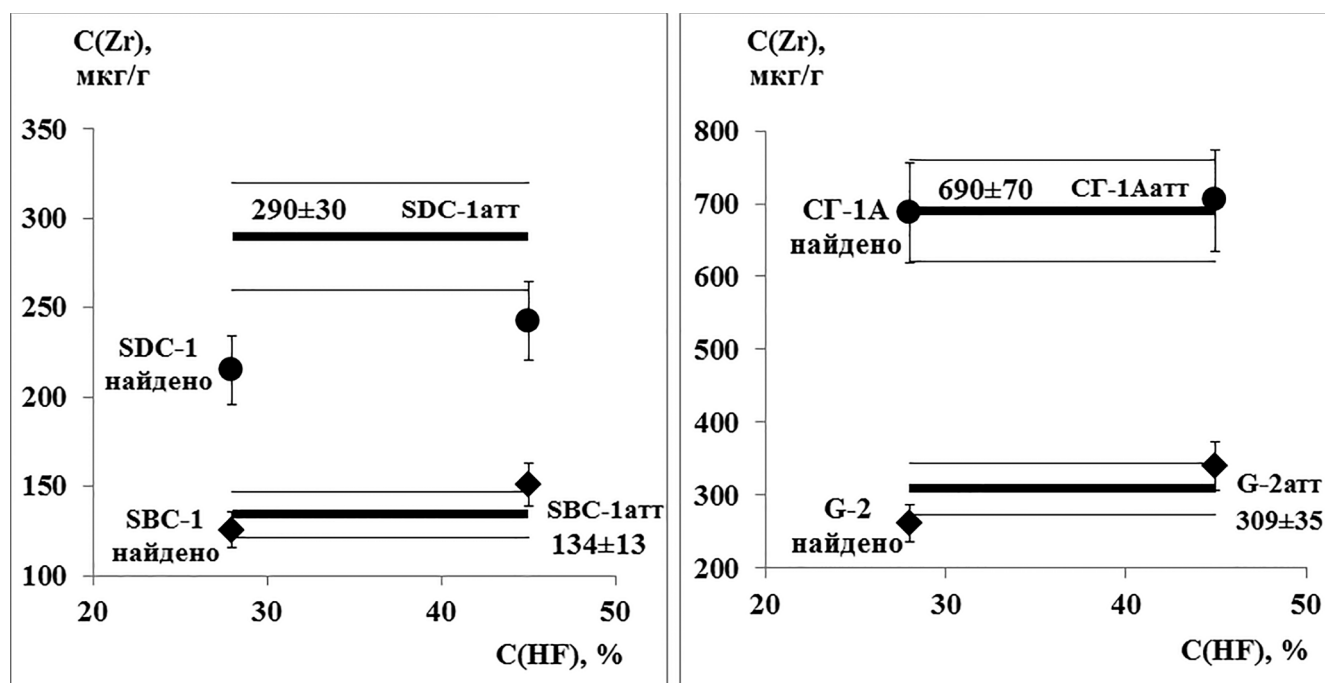 C(Zr),
мкг/г
350
300
250
200
150
100
290±30 SDC-1атт
SDC-1
найдено
SBC-1
найдено
SBC-1атт
134±13
20 30 40 50
C(HF), %
C(Zr),
мкг/г
800
700
600
500
400
300
200
690±70 СГ-1Аатт
СГ-1А
найдено
G-2
найдено
G-2атт
309±35
20 30 40 50
C(HF), %